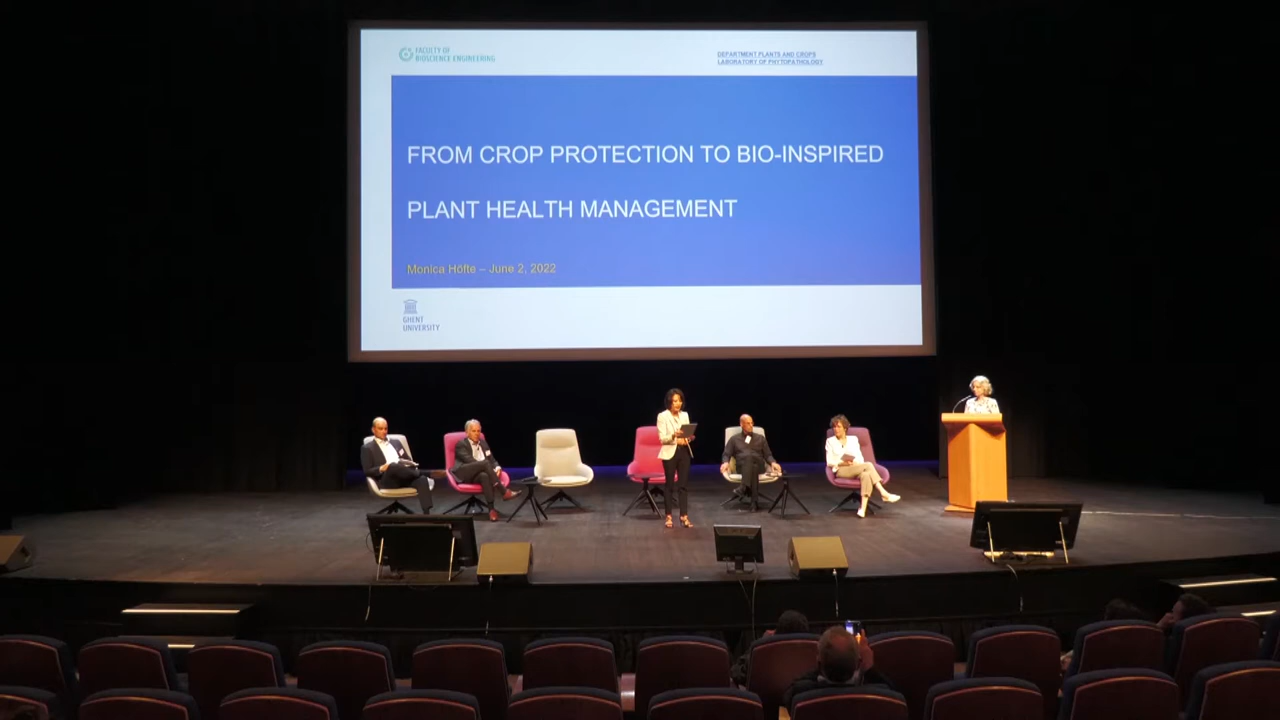 FACULTY OF
BIOSCIENCE ENGINEERING
DEPARTMENT PLANTS AND CROPS
LABORATORY OF PHYTOPATHOLOGY
FROM CROP PROTECTION TO BIO-INSPIRED
PLANT HEALTH MANAGEMENT
Monica Höfte – June 2, 2022
GHENT
UNIVERSITY